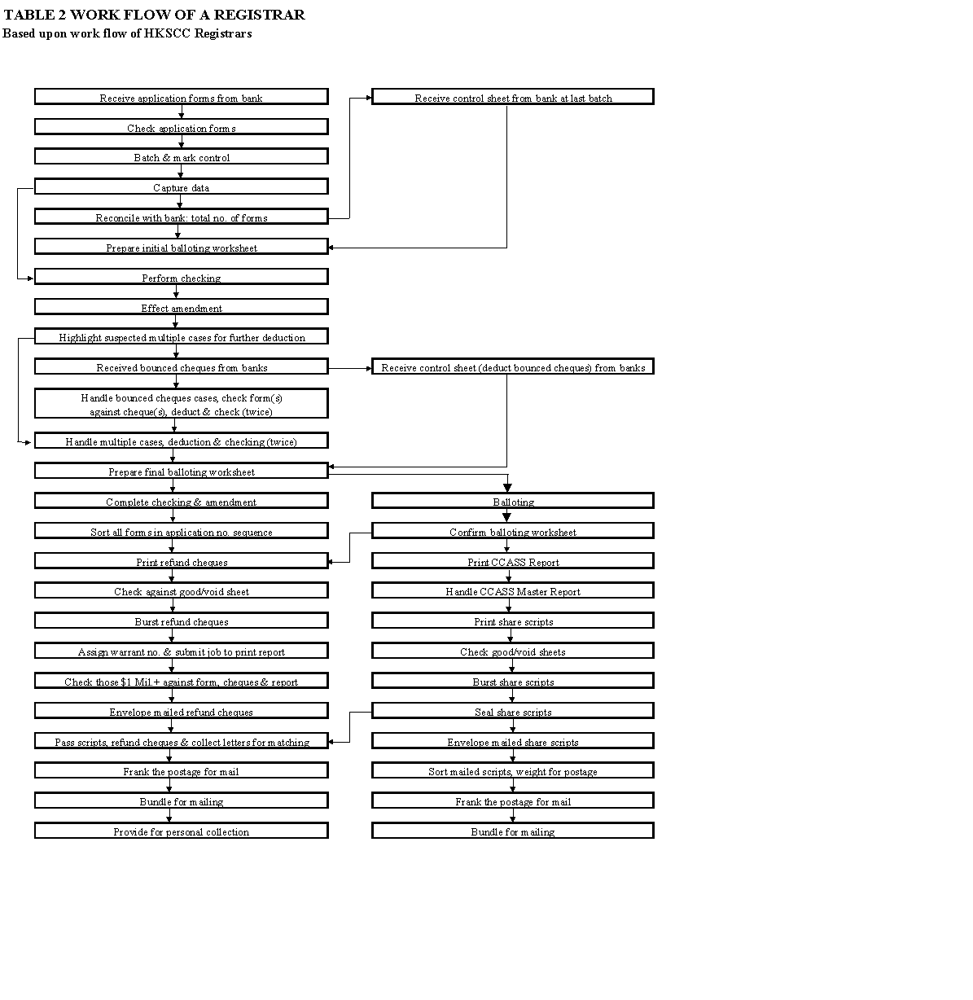 TABLE 2 WORK FLOW OF A REGISTRAR
Based upon work flow of HKSCC Registrars
Receive application forms from bank
Receive control sheet from bank at last batch
Check application forms
Batch & mark control
Capture data
Reconcile with bank: total no. of forms
Prepare initial balloting worksheet
Perform checking
Effect amendment
Highlight suspected multiple cases for further deduction
Received bounced cheques from banks
Receive control sheet (deduct bounced cheques) from banks
Handle bounced cheques cases, check form(s)
against cheque(s), deduct & check (twice)
Handle multiple cases, deduction & checking (twice)
Prepare final balloting worksheet
Complete checking & amendment
Balloting
Sort all forms in application no. sequence
Confirm balloting worksheet
Print refund cheques
Print CCASS Report
Check against good/void sheet
Handle CCASS Master Report
Burst refund cheques
Print share scripts
Assign warrant no. & submit job to print report
Check good/void sheets
Check those $1 Mil.+ against form, cheques & report
Burst share scripts
Envelope mailed refund cheques
Seal share scripts
Pass scripts, refund cheques & collect letters for matching
Envelope mailed share scripts
Frank the postage for mail
Sort mailed scripts, weight for postage
Bundle for mailing
Frank the postage for mail
Provide for personal collection
Bundle for mailing